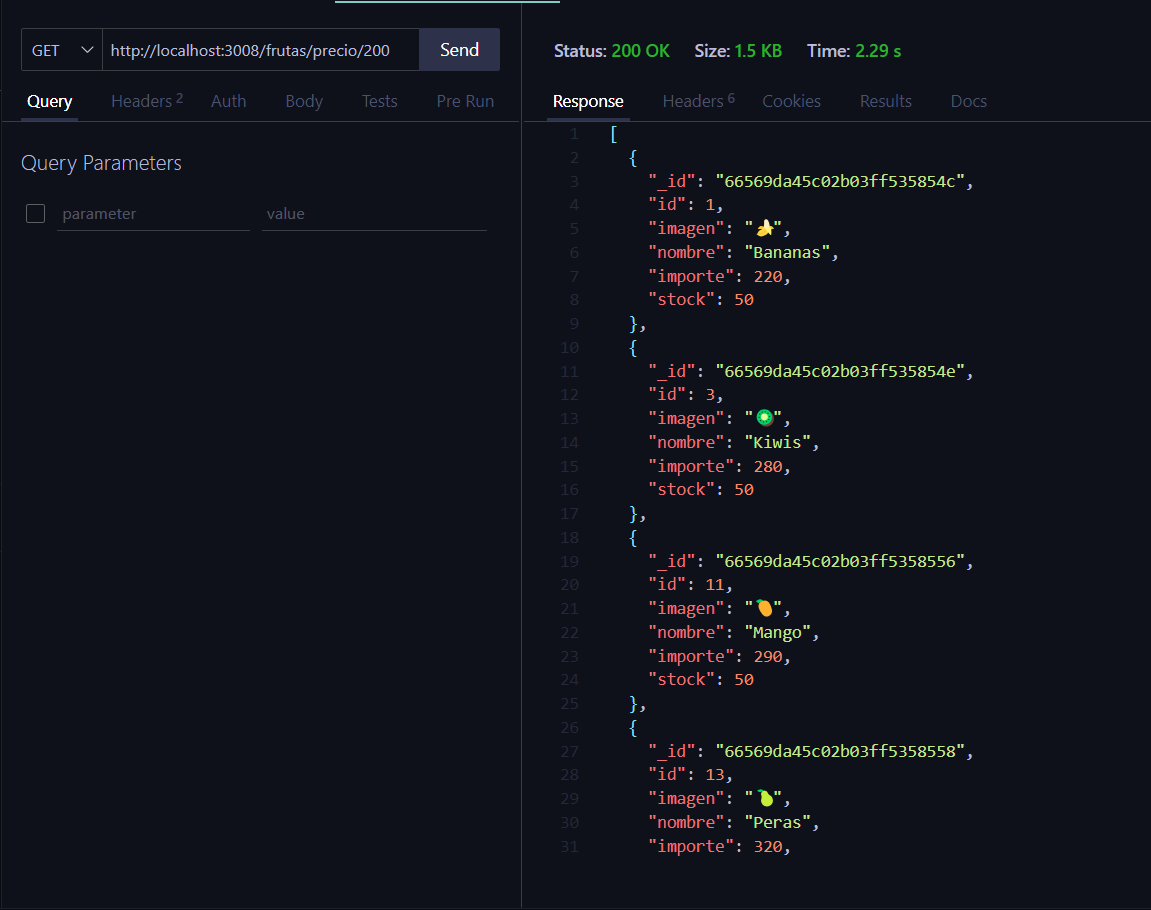 GET http://localhost:3008/frutas/precio/200 Send
Query Headers 2 Auth Body Tests Pre Run
Query Parameters
parameter value
Status: 200 OK Size: 1.5 KB Time: 2.29 s
Response Headers 6 Cookies Results Docs
1 [
2 {
3 "_id": "66569da45c02b03ff535854c",
4 "id": 1,
5 "imagen": "🍌",
6 "nombre": "Bananas",
7 "importe": 220,
8 "stock": 50
9 },
10 {
11 "_id": "66569da45c02b03ff535854e",
12 "id": 3,
13 "imagen": "🥝",
14 "nombre": "Kiwis",
15 "importe": 280,
16 "stock": 50
17 },
18 {
19 "_id": "66569da45c02b03ff5358556",
20 "id": 11,
21 "imagen": "🥭",
22 "nombre": "Mango",
23 "importe": 290,
24 "stock": 50
25 },
26 {
27 "_id": "66569da45c02b03ff5358558",
28 "id": 13,
29 "imagen": "🍐",
30 "nombre": "Peras",
31 "importe": 320,